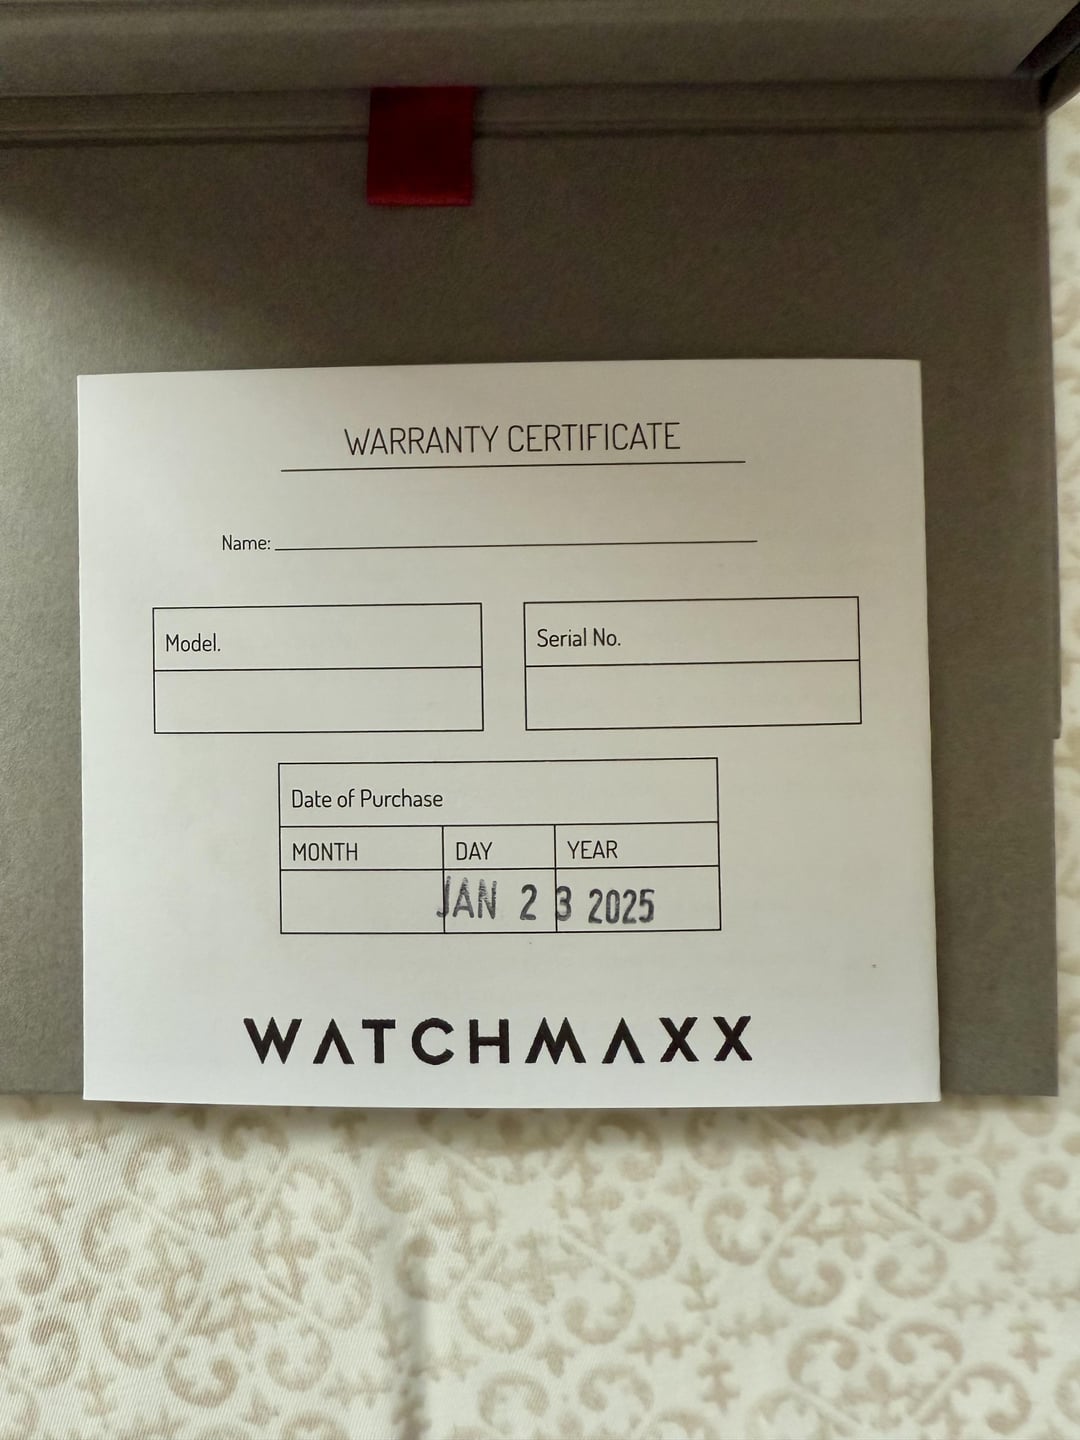 WARRANTY CERTIFICATE
Name:
Model.
Serial No.
Date of Purchase
MONTH DAY YEAR
JAN 23 2025
WATCHMAXX